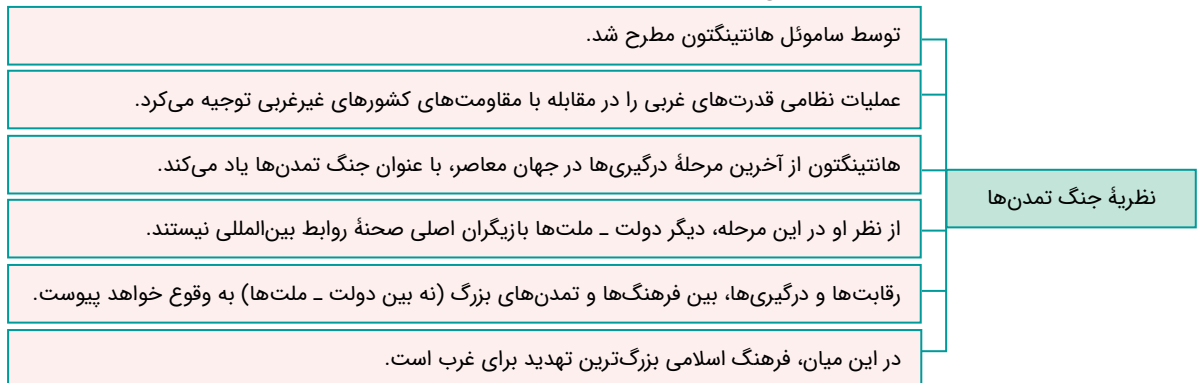 توسط ساموئل هانتینگتون مطرح شد.
عملیات نظامی قدرت‌های غربی را در مقابله با مقاومت‌های کشورهای غیرغربی توجیه می‌کرد.
هانتینگتون از آخرین مرحلهٔ درگیری‌ها در جهان معاصر، با عنوان جنگ تمدن‌ها یاد می‌کند.
نظریهٔ جنگ تمدن‌ها
از نظر او در این مرحله، دیگر دولت ـ ملت‌ها بازیگران اصلی صحنهٔ روابط بین‌المللی نیستند.
رقابت‌ها و درگیری‌ها، بین فرهنگ‌ها و تمدن‌های بزرگ (نه بین دولت ـ ملت‌ها) به وقوع خواهد پیوست.
در این میان، فرهنگ اسلامی بزرگ‌ترین تهدید برای غرب است.